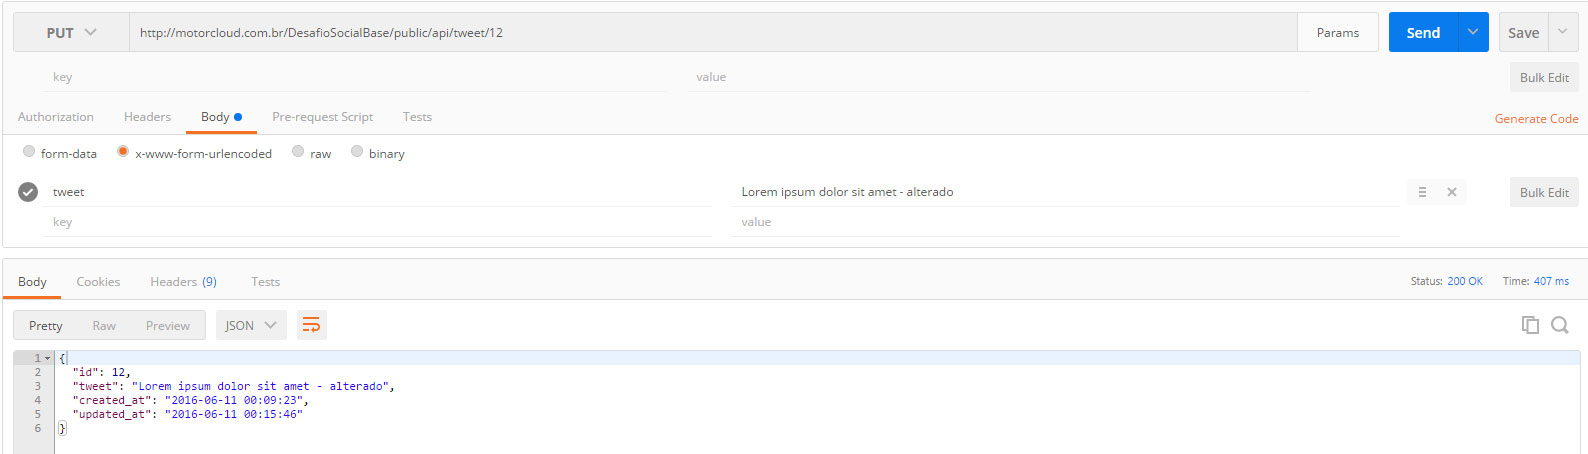 PUT http://motorcloud.com.br/DesafioSocialBase/public/api/tweet/12 Params Send Save
key value Bulk Edit
Authorization Headers Body Pre-request Script Tests Generate Code
form-data x-www-form-urlencoded raw binary
tweet Lorem ipsum dolor sit amet - alterado Bulk Edit
key value
Body Cookies Headers (9) Tests Status: 200 OK Time: 407 ms
Pretty Raw Preview JSON
1 {
2 "id": 12,
3 "tweet": "Lorem ipsum dolor sit amet - alterado",
4 "created_at": "2016-06-11 00:09:23",
5 "updated_at": "2016-06-11 00:15:46"
6 }